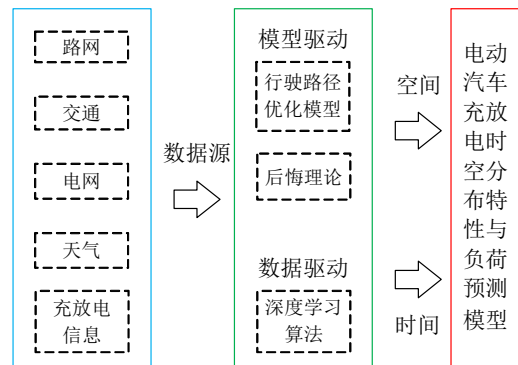 路网
交通
电网
天气
充放电
信息
数据源
模型驱动
行驶路径
优化模型
后悔理论
数据驱动
深度学习
算法
空间
时间
电动
汽车
充放
电时
空分
布特
性与
负荷
预测
模型